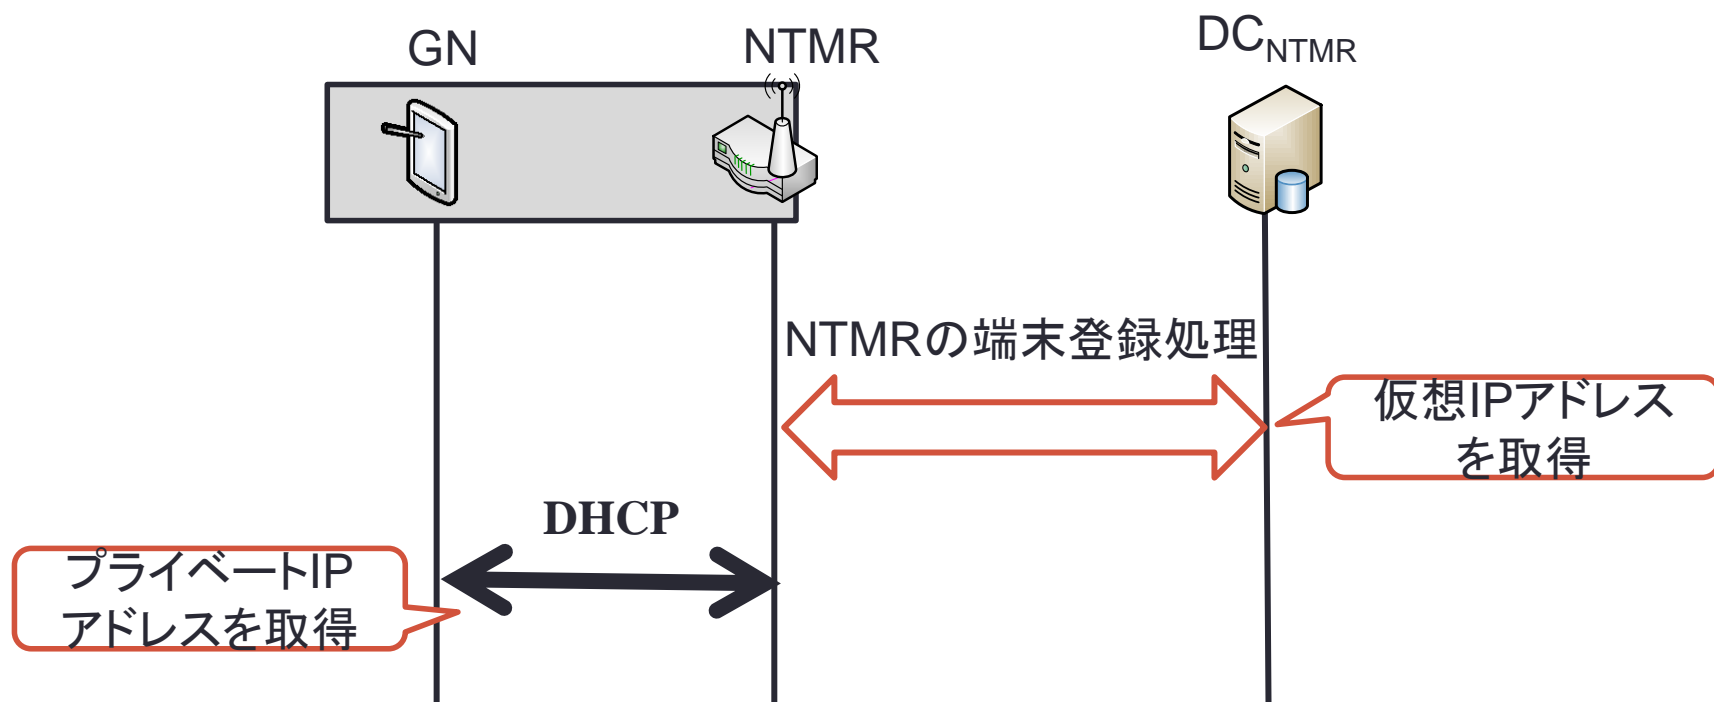 GN
NTMR
DCNTMR
NTMRの端末登録処理
仮想IPアドレス
を取得
DHCP
プライベートIP
アドレスを取得